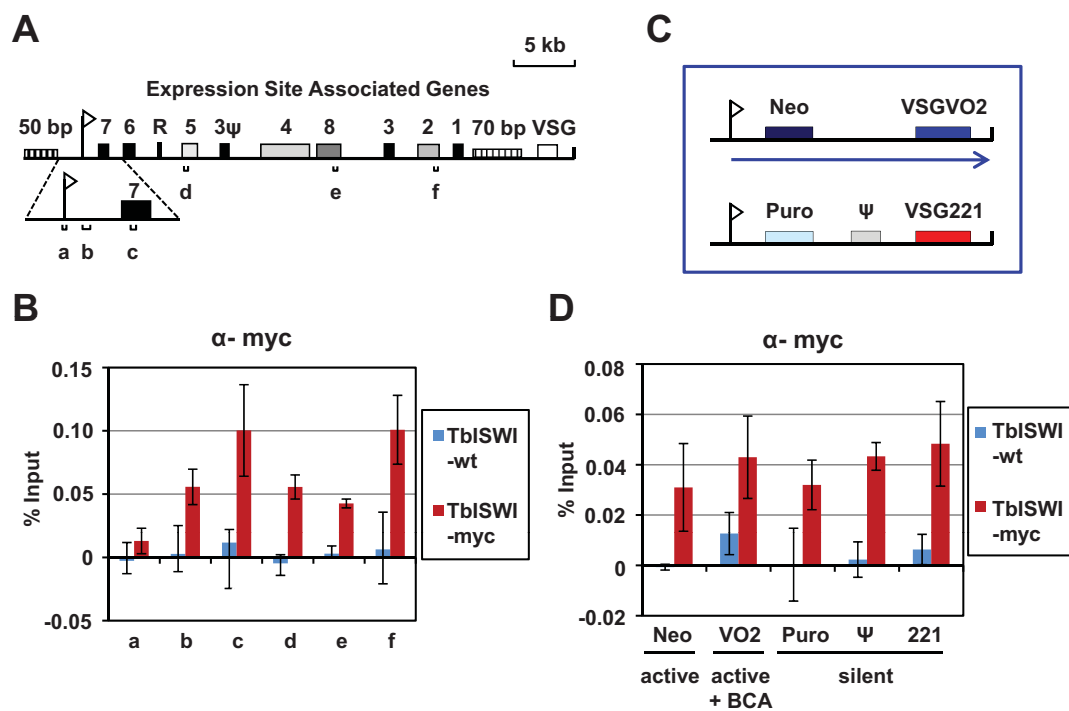 A
5 kb
Expression Site Associated Genes
50 bp 7 6 R 5 3ψ 4 8 3 2 1 70 bp VSG
d e f
7
a b c
B
α- myc
% Input
0.15
0.10
0.05
0
-0.05
a b c d e f
TbISWI
-wt
TbISWI
-myc
C
Neo VSGVO2
Puro Ψ VSG221
D
α- myc
% Input
0.08
0.06
0.04
0.02
0
-0.02
Neo VO2 Puro Ψ 221
active active silent
+ BCA
TbISWI
-wt
TbISWI
-myc